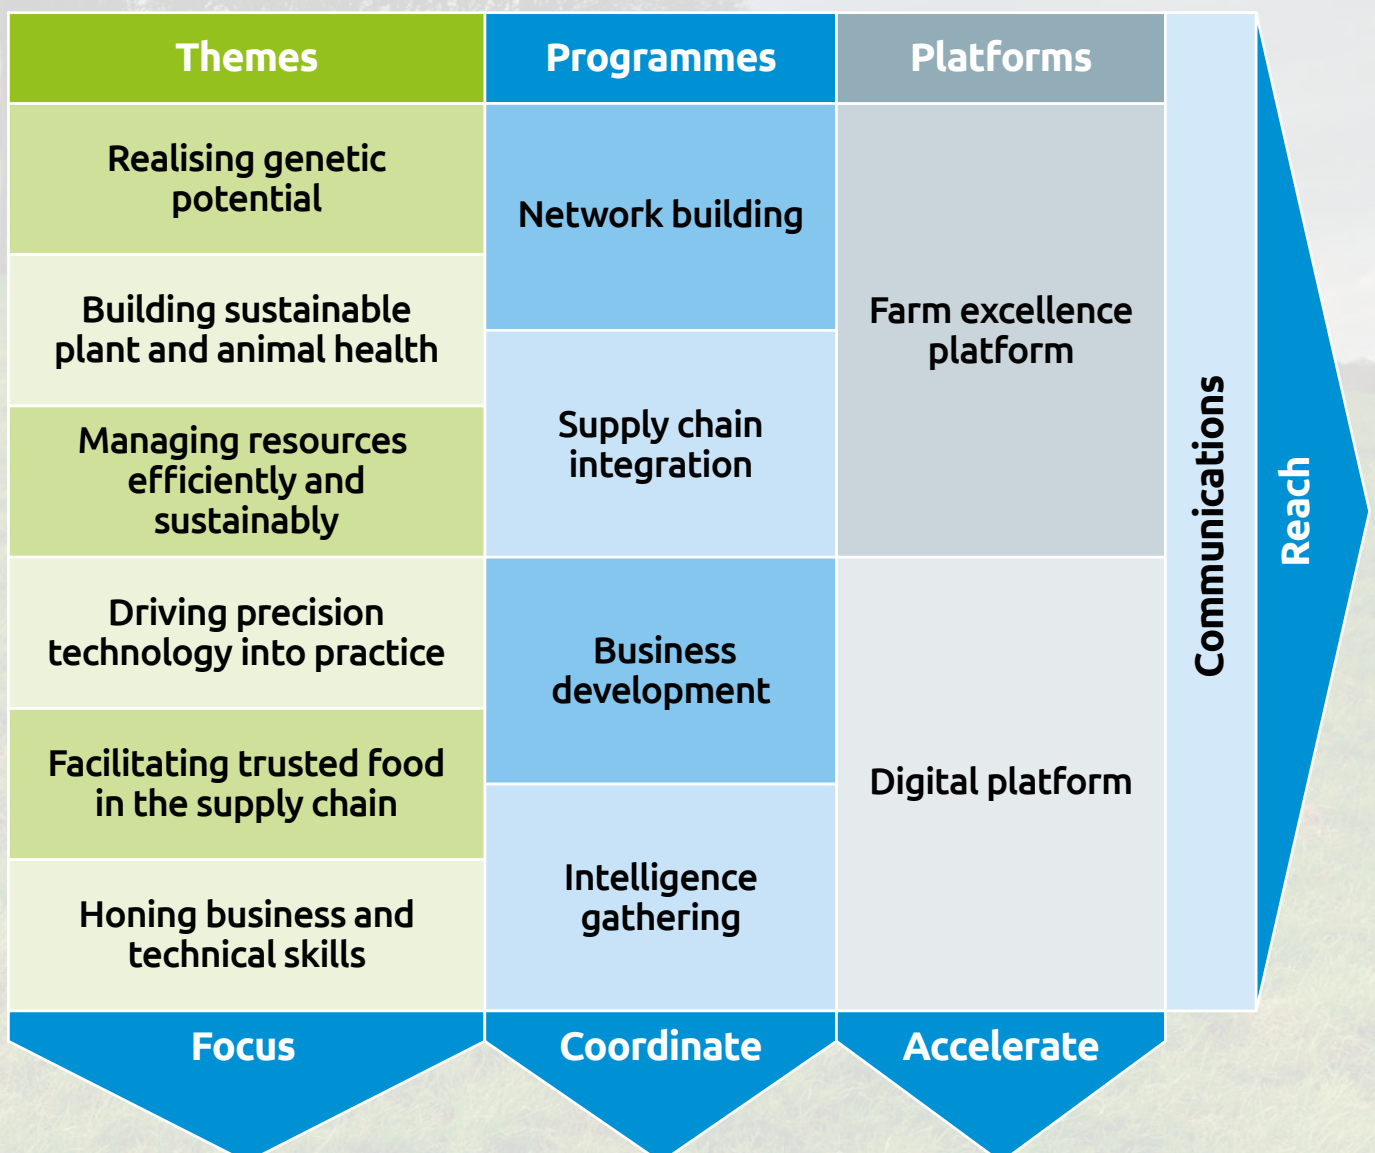 Themes
Programmes
Platforms
Realising genetic
potential
Building sustainable
plant and animal health
Managing resources
efficiently and
sustainably
Driving precision
technology into practice
Facilitating trusted food
in the supply chain
Honing business and
technical skills
Network building
Supply chain
integration
Business
development
Intelligence
gathering
Farm excellence
platform
Digital platform
Communications
Reach
Focus
Coordinate
Accelerate